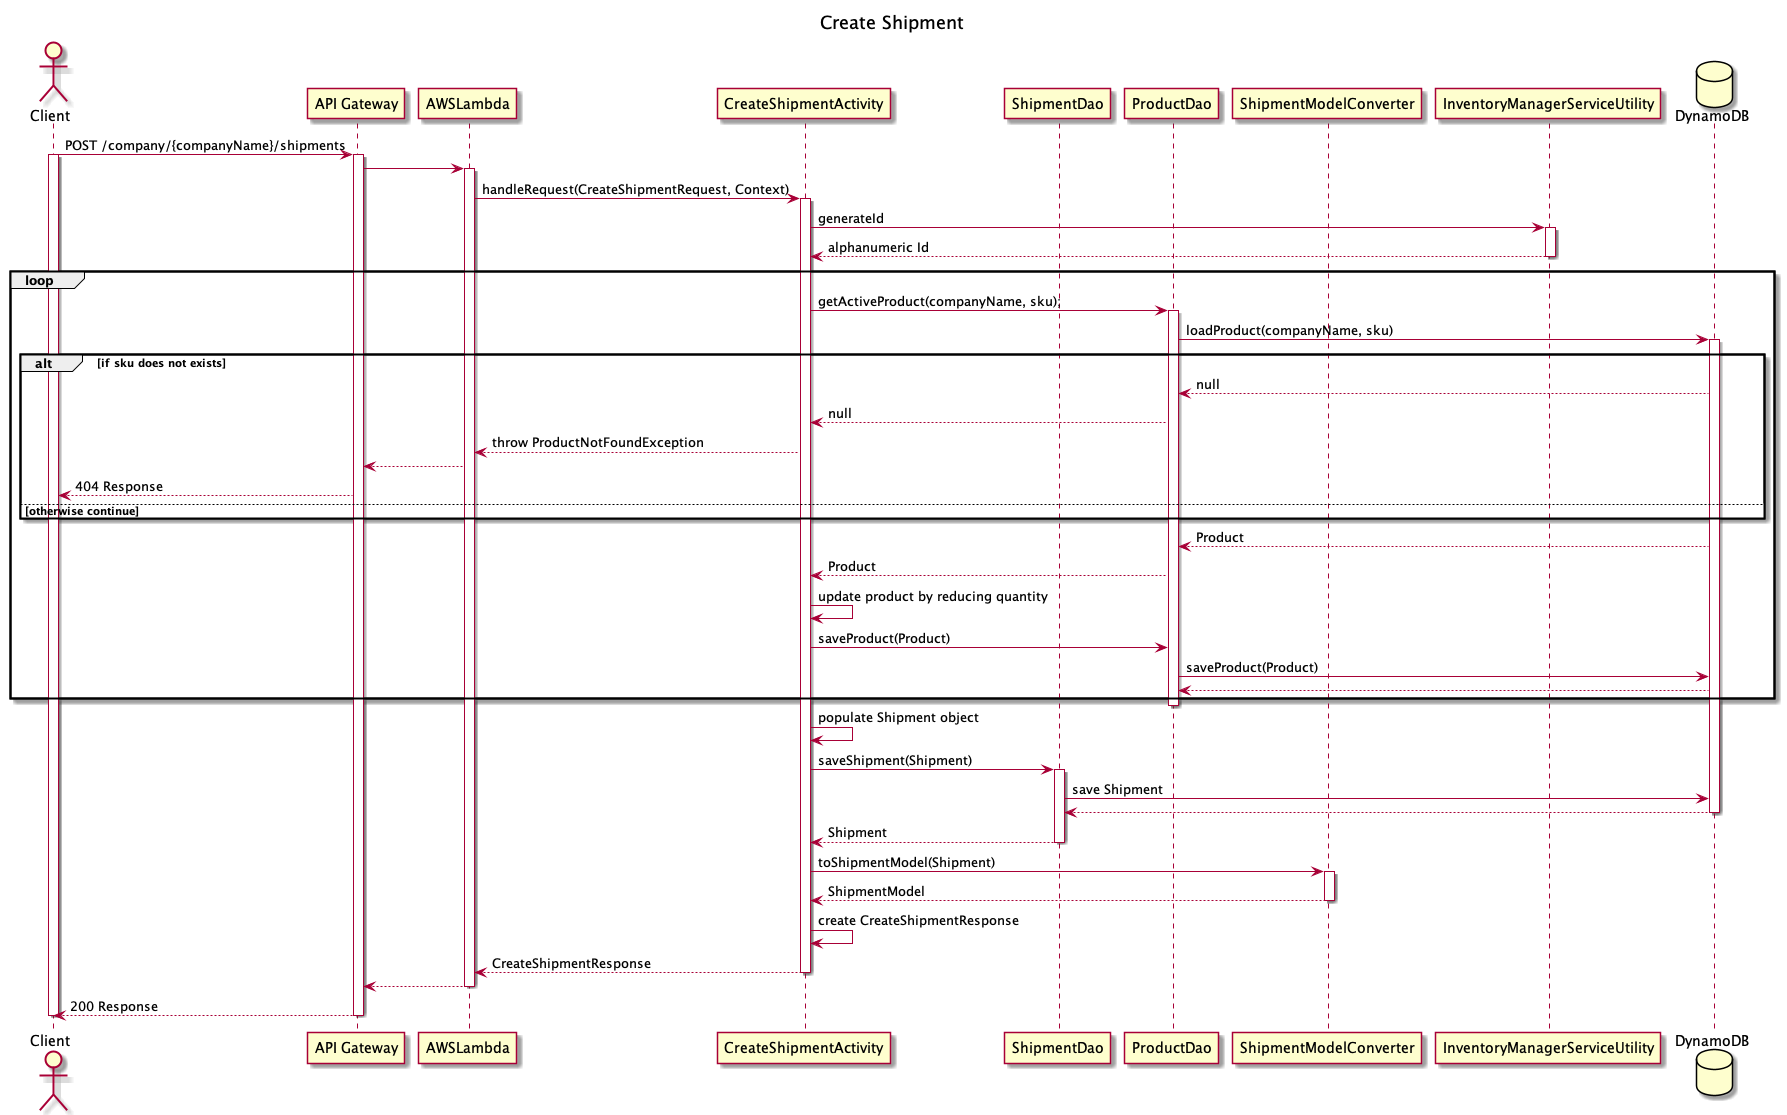 Create Shipment
Client
API Gateway
AWSLambda
CreateShipmentActivity
ShipmentDao
ProductDao
ShipmentModelConverter
InventoryManagerServiceUtility
DynamoDB
POST /company/{companyName}/shipments
handleRequest(CreateShipmentRequest, Context)
generateId
alphanumeric Id
loop
getActiveProduct(companyName, sku);
loadProduct(companyName, sku)
alt
[if sku does not exists]
null
null
throw ProductNotFoundException
404 Response
[otherwise continue]
Product
Product
update product by reducing quantity
saveProduct(Product)
saveProduct(Product)
populate Shipment object
saveShipment(Shipment)
save Shipment
Shipment
toShipmentModel(Shipment)
ShipmentModel
create CreateShipmentResponse
CreateShipmentResponse
200 Response
Client
API Gateway
AWSLambda
CreateShipmentActivity
ShipmentDao
ProductDao
ShipmentModelConverter
InventoryManagerServiceUtility
DynamoDB